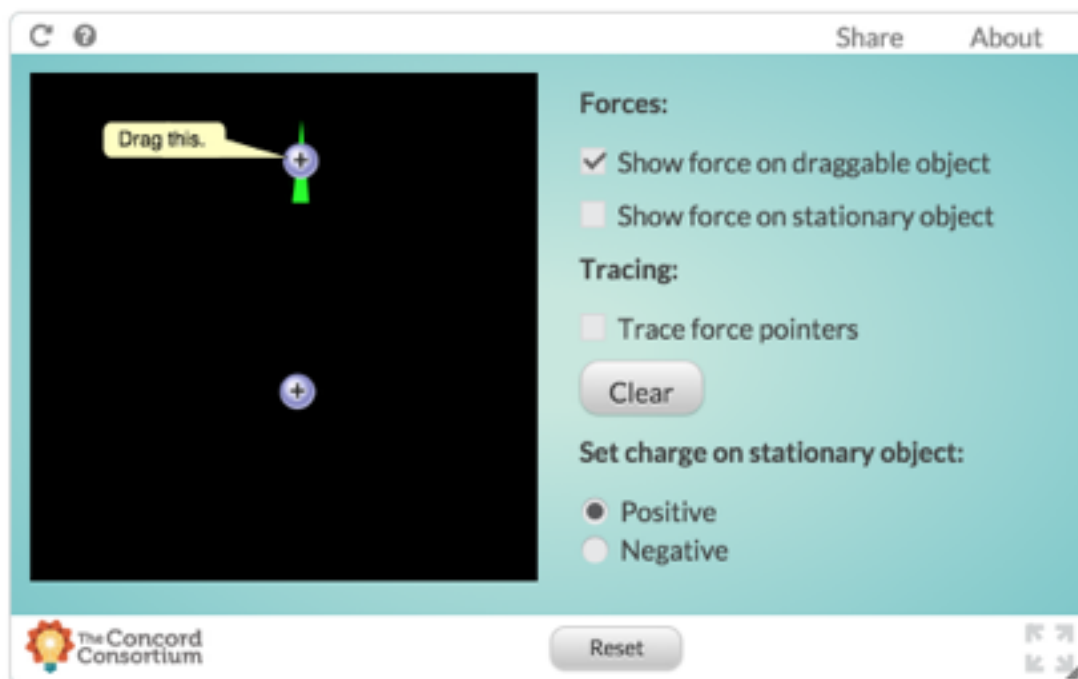 Share About
Drag this.
+
+
Forces:
Show force on draggable object
Show force on stationary object
Tracing:
Trace force pointers
Clear
Set charge on stationary object:
Positive
Negative
The Concord
Consortium
Reset